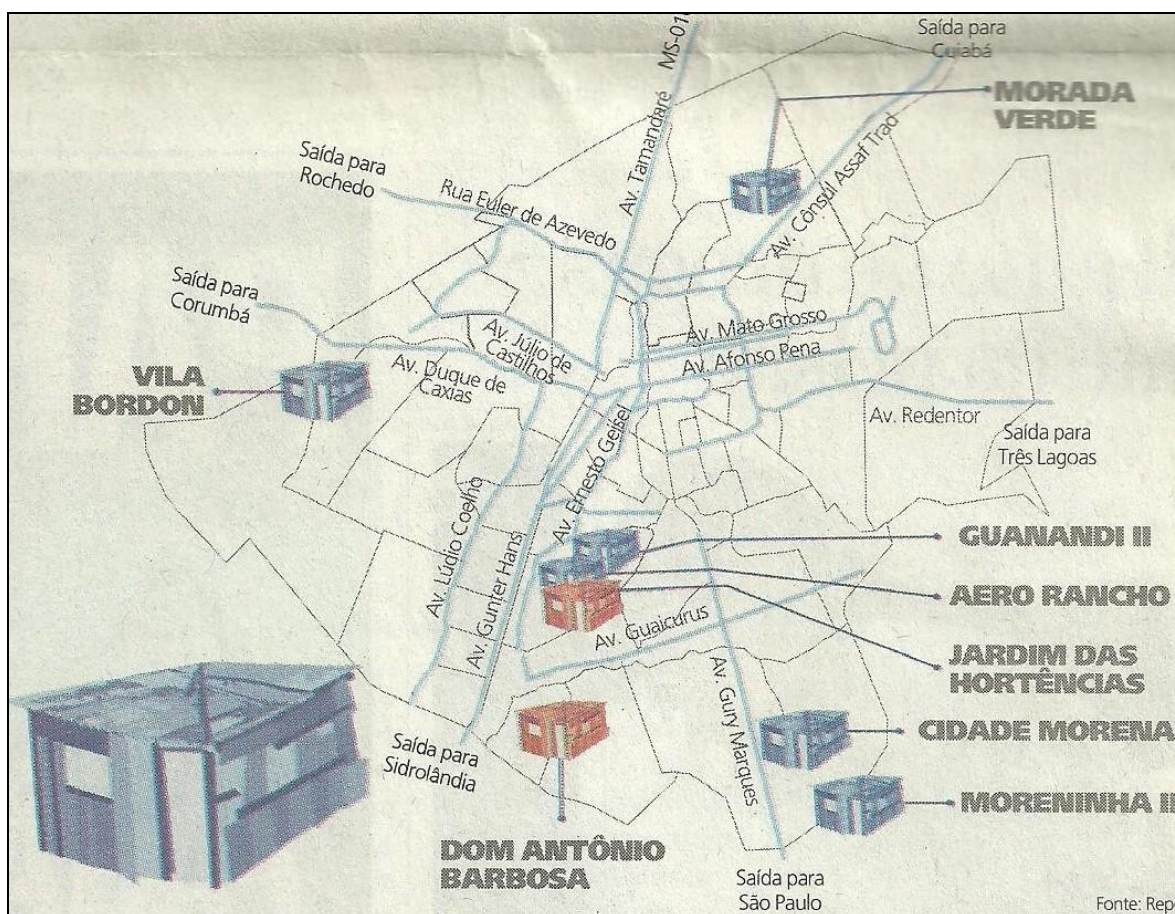 Saída para
Cuiabá
MS-010
MORADA
VERDE
Av. Tamandaré
Av. Cônsul Assaf Trad
Saída para
Rochedo
Rua Euler de Azevedo
Saída para
Corumbá
Av. Júlio de
Castilhos
Av. Mato Grosso
Av. Afonso Pena
VILA
BORDON
Av. Duque de
Caxias
Av. Redentor
Saída para
Três Lagoas
Av. Ernesto Geisel
Av. Lúdio Coelho
Av. Gunter Hans
GUANANDI II
AERO RANCHO
Av. Guaicurus
JARDIM DAS
HORTÊNCIAS
Av. Gury Marques
CIDADE MORENA
Saída para
Sidrolândia
MORENINHA II
DOM ANTÔNIO
BARBOSA
Saída para
São Paulo
Fonte: Rep